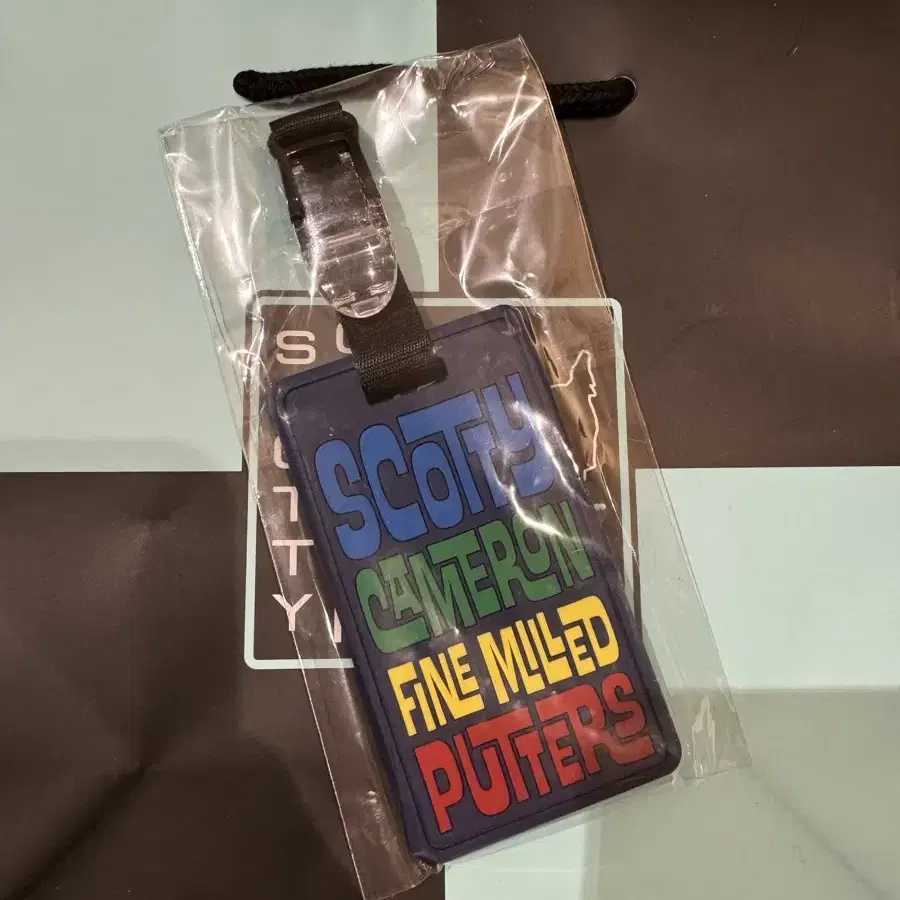 SCOTTY
CAMERON
FINE MILLED
PUTTERS
S
T
T
Y